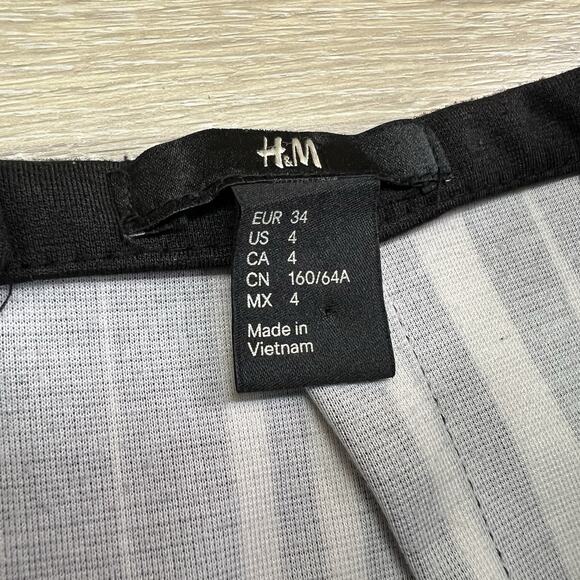 H&M
EUR 34
US 4
CA 4
CN 160/64A
MX 4
Made in
Vietnam